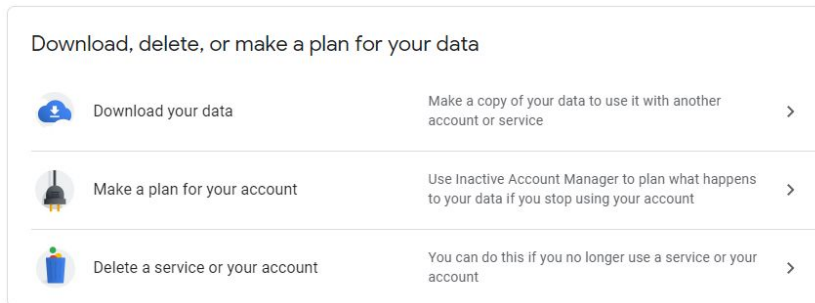 Download, delete, or make a plan for your data
Download your data
Make a copy of your data to use it with another
account or service
Make a plan for your account
Use Inactive Account Manager to plan what happens
to your data if you stop using your account
Delete a service or your account
You can do this if you no longer use a service or your
account